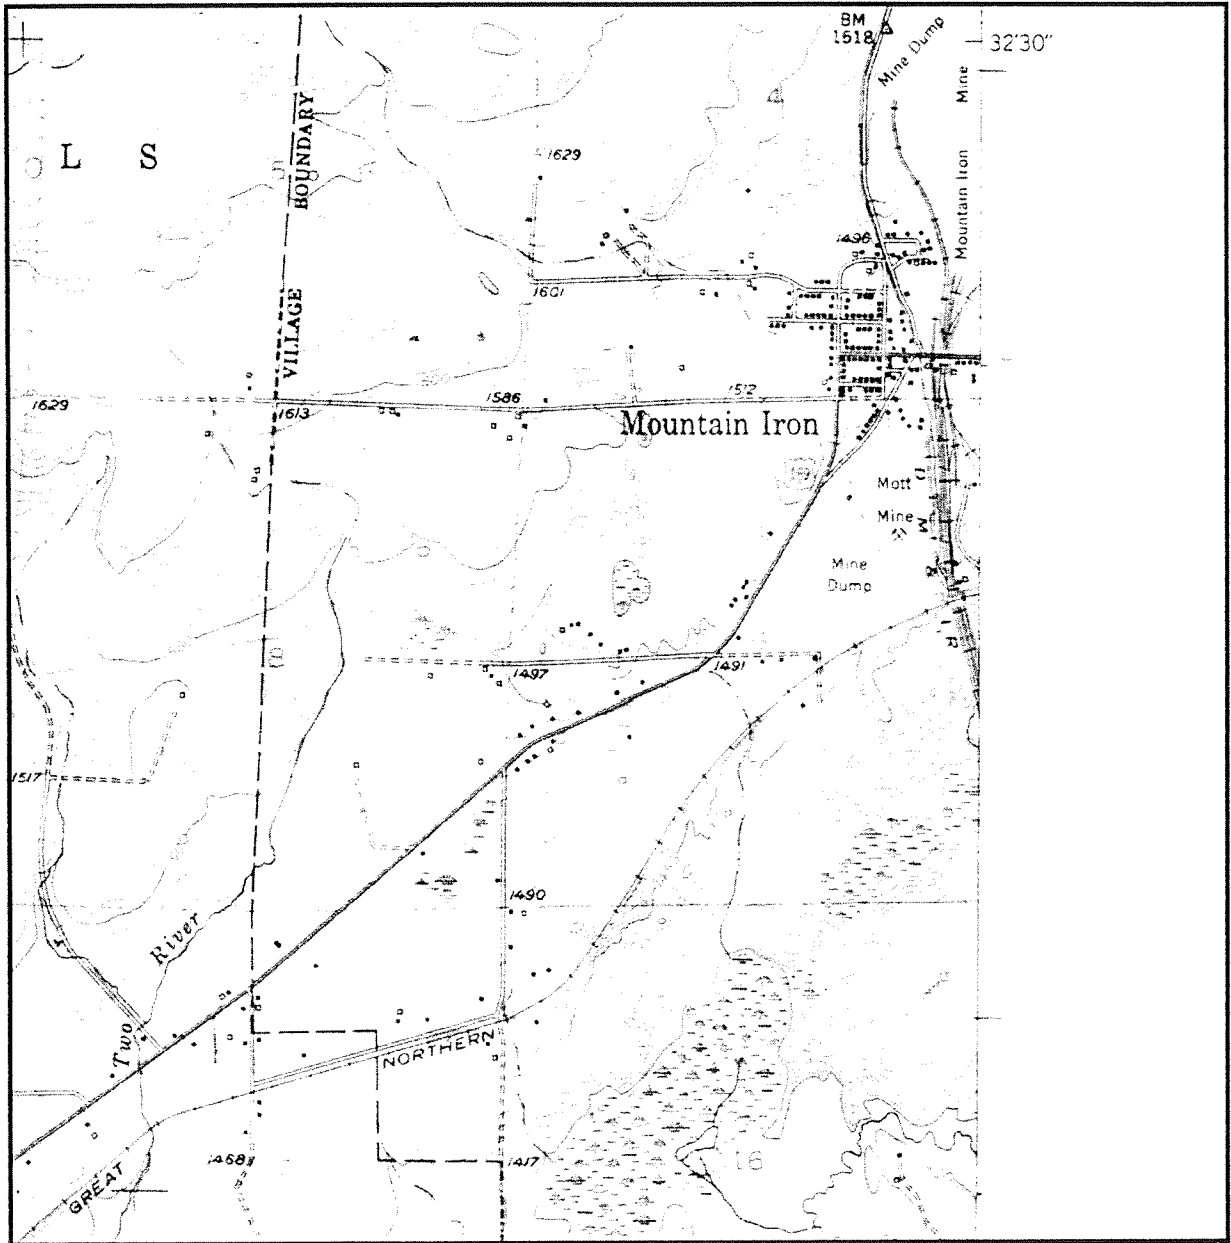 BM
1518
32'30"
Mine Dump
Mine
Mountain Iron
BOUNDARY
L S
1629
1496
1601
VILLAGE
1629
1613
1586
1512
Mountain Iron
Mott
Mine
Mine
Dump
D M & I R
1497
1491
1517
1490
River
Two
NORTHERN
1468
1417
16
GREAT